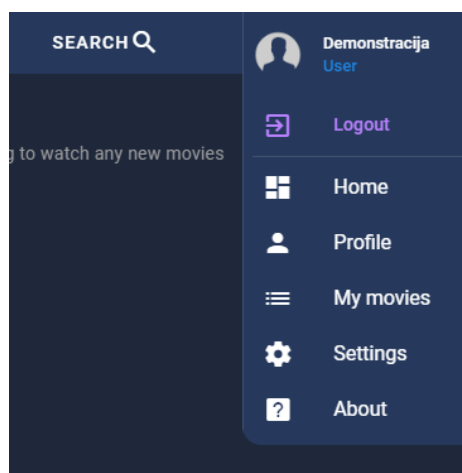 SEARCH
Demonstracija
User
Logout
to watch any new movies
Home
Profile
My movies
Settings
About